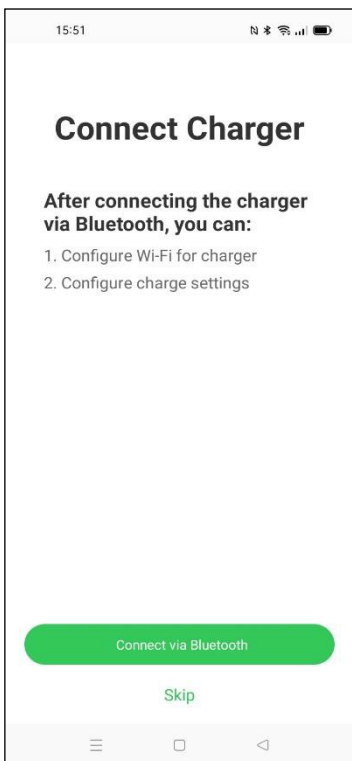 15:51
Connect Charger
After connecting the charger
via Bluetooth, you can:
1. Configure Wi-Fi for charger
2. Configure charge settings
Connect via Bluetooth
Skip